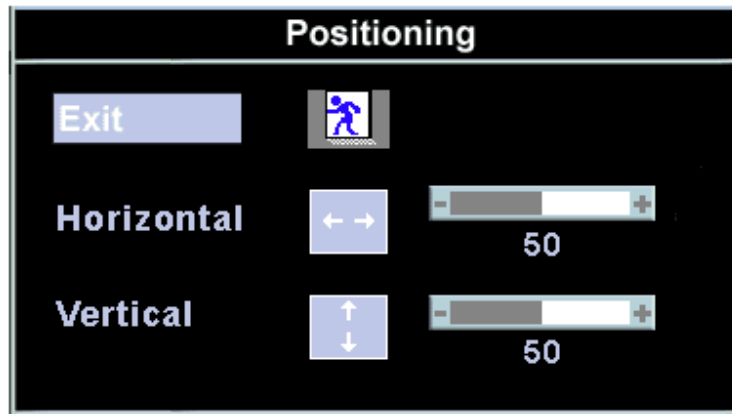 Positioning
Exit
Horizontal
- +
50
Vertical
- +
50